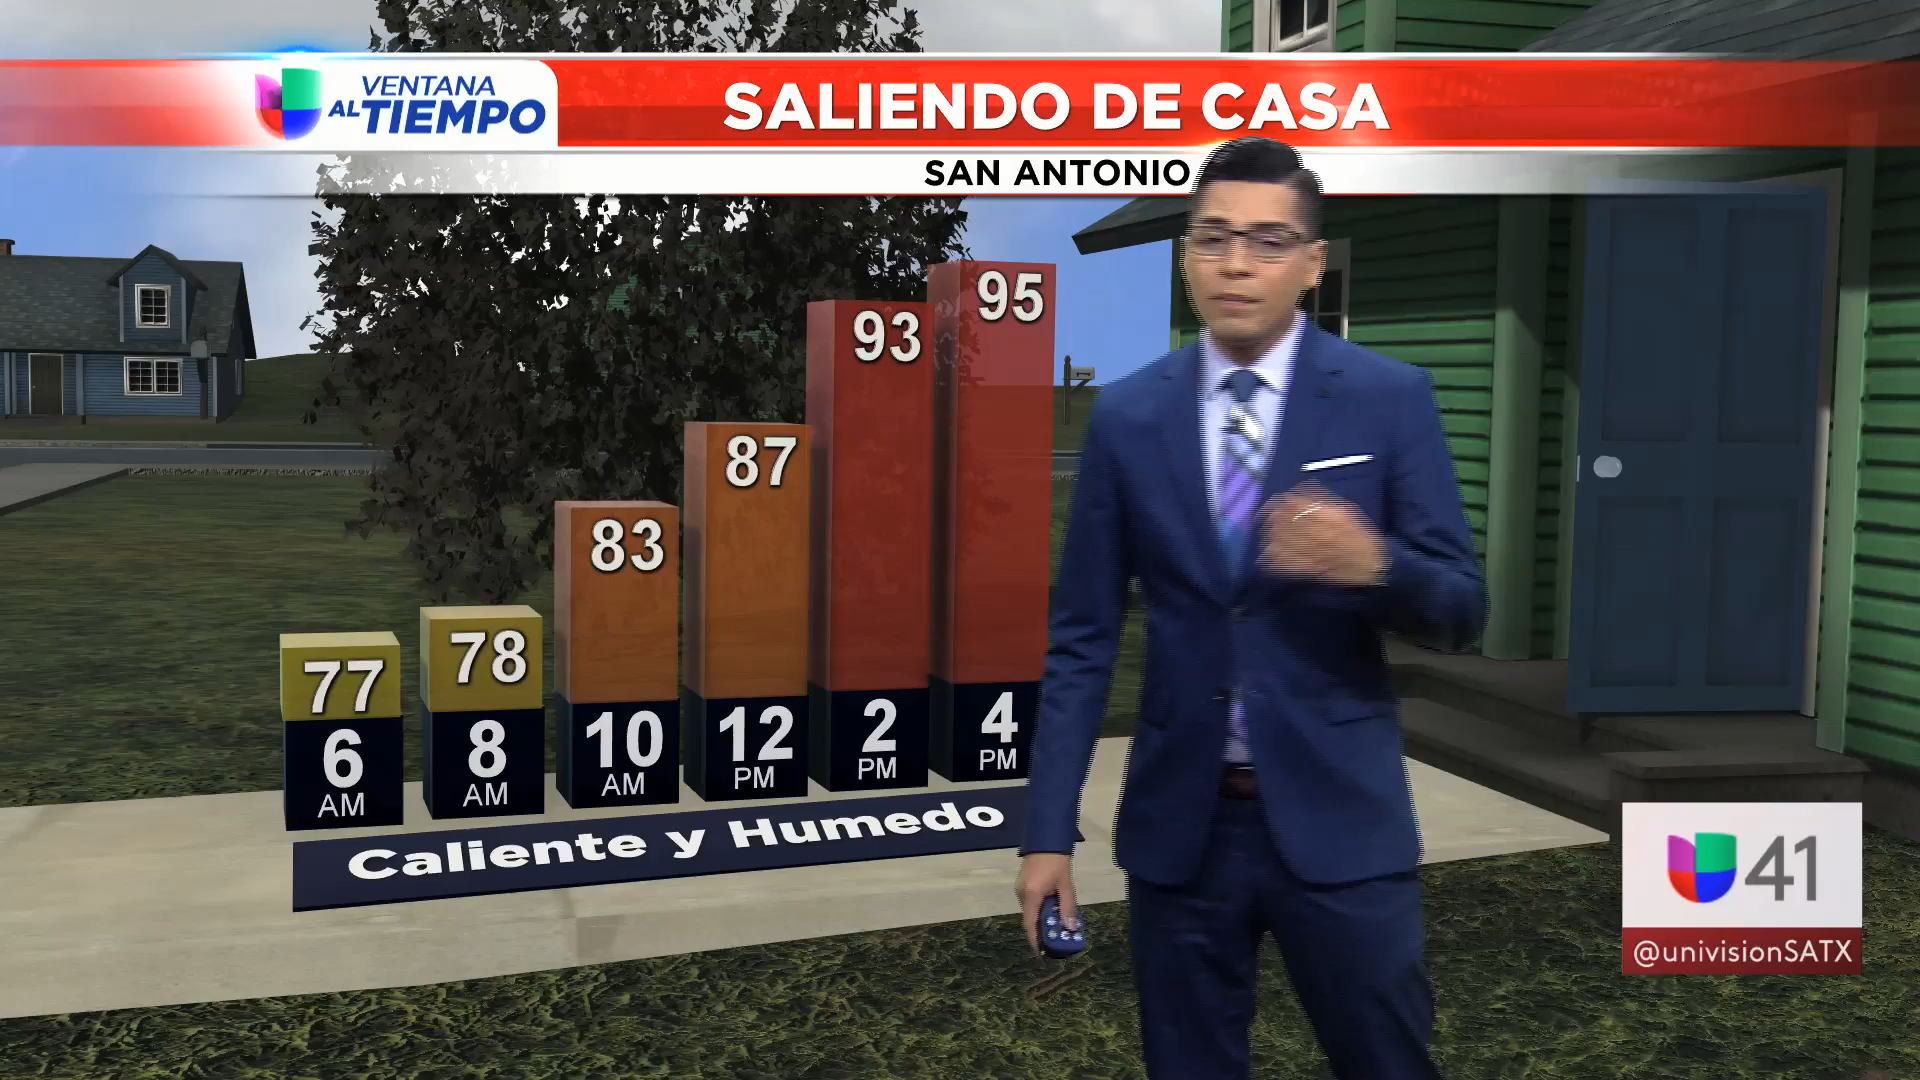 VENTANA
AL TIEMPO
SALIENDO DE CASA
SAN ANTONIO
77
78
83
87
93
95
6
AM
8
AM
10
AM
12
PM
2
PM
4
PM
Caliente y Humedo
41
@univisionSATX